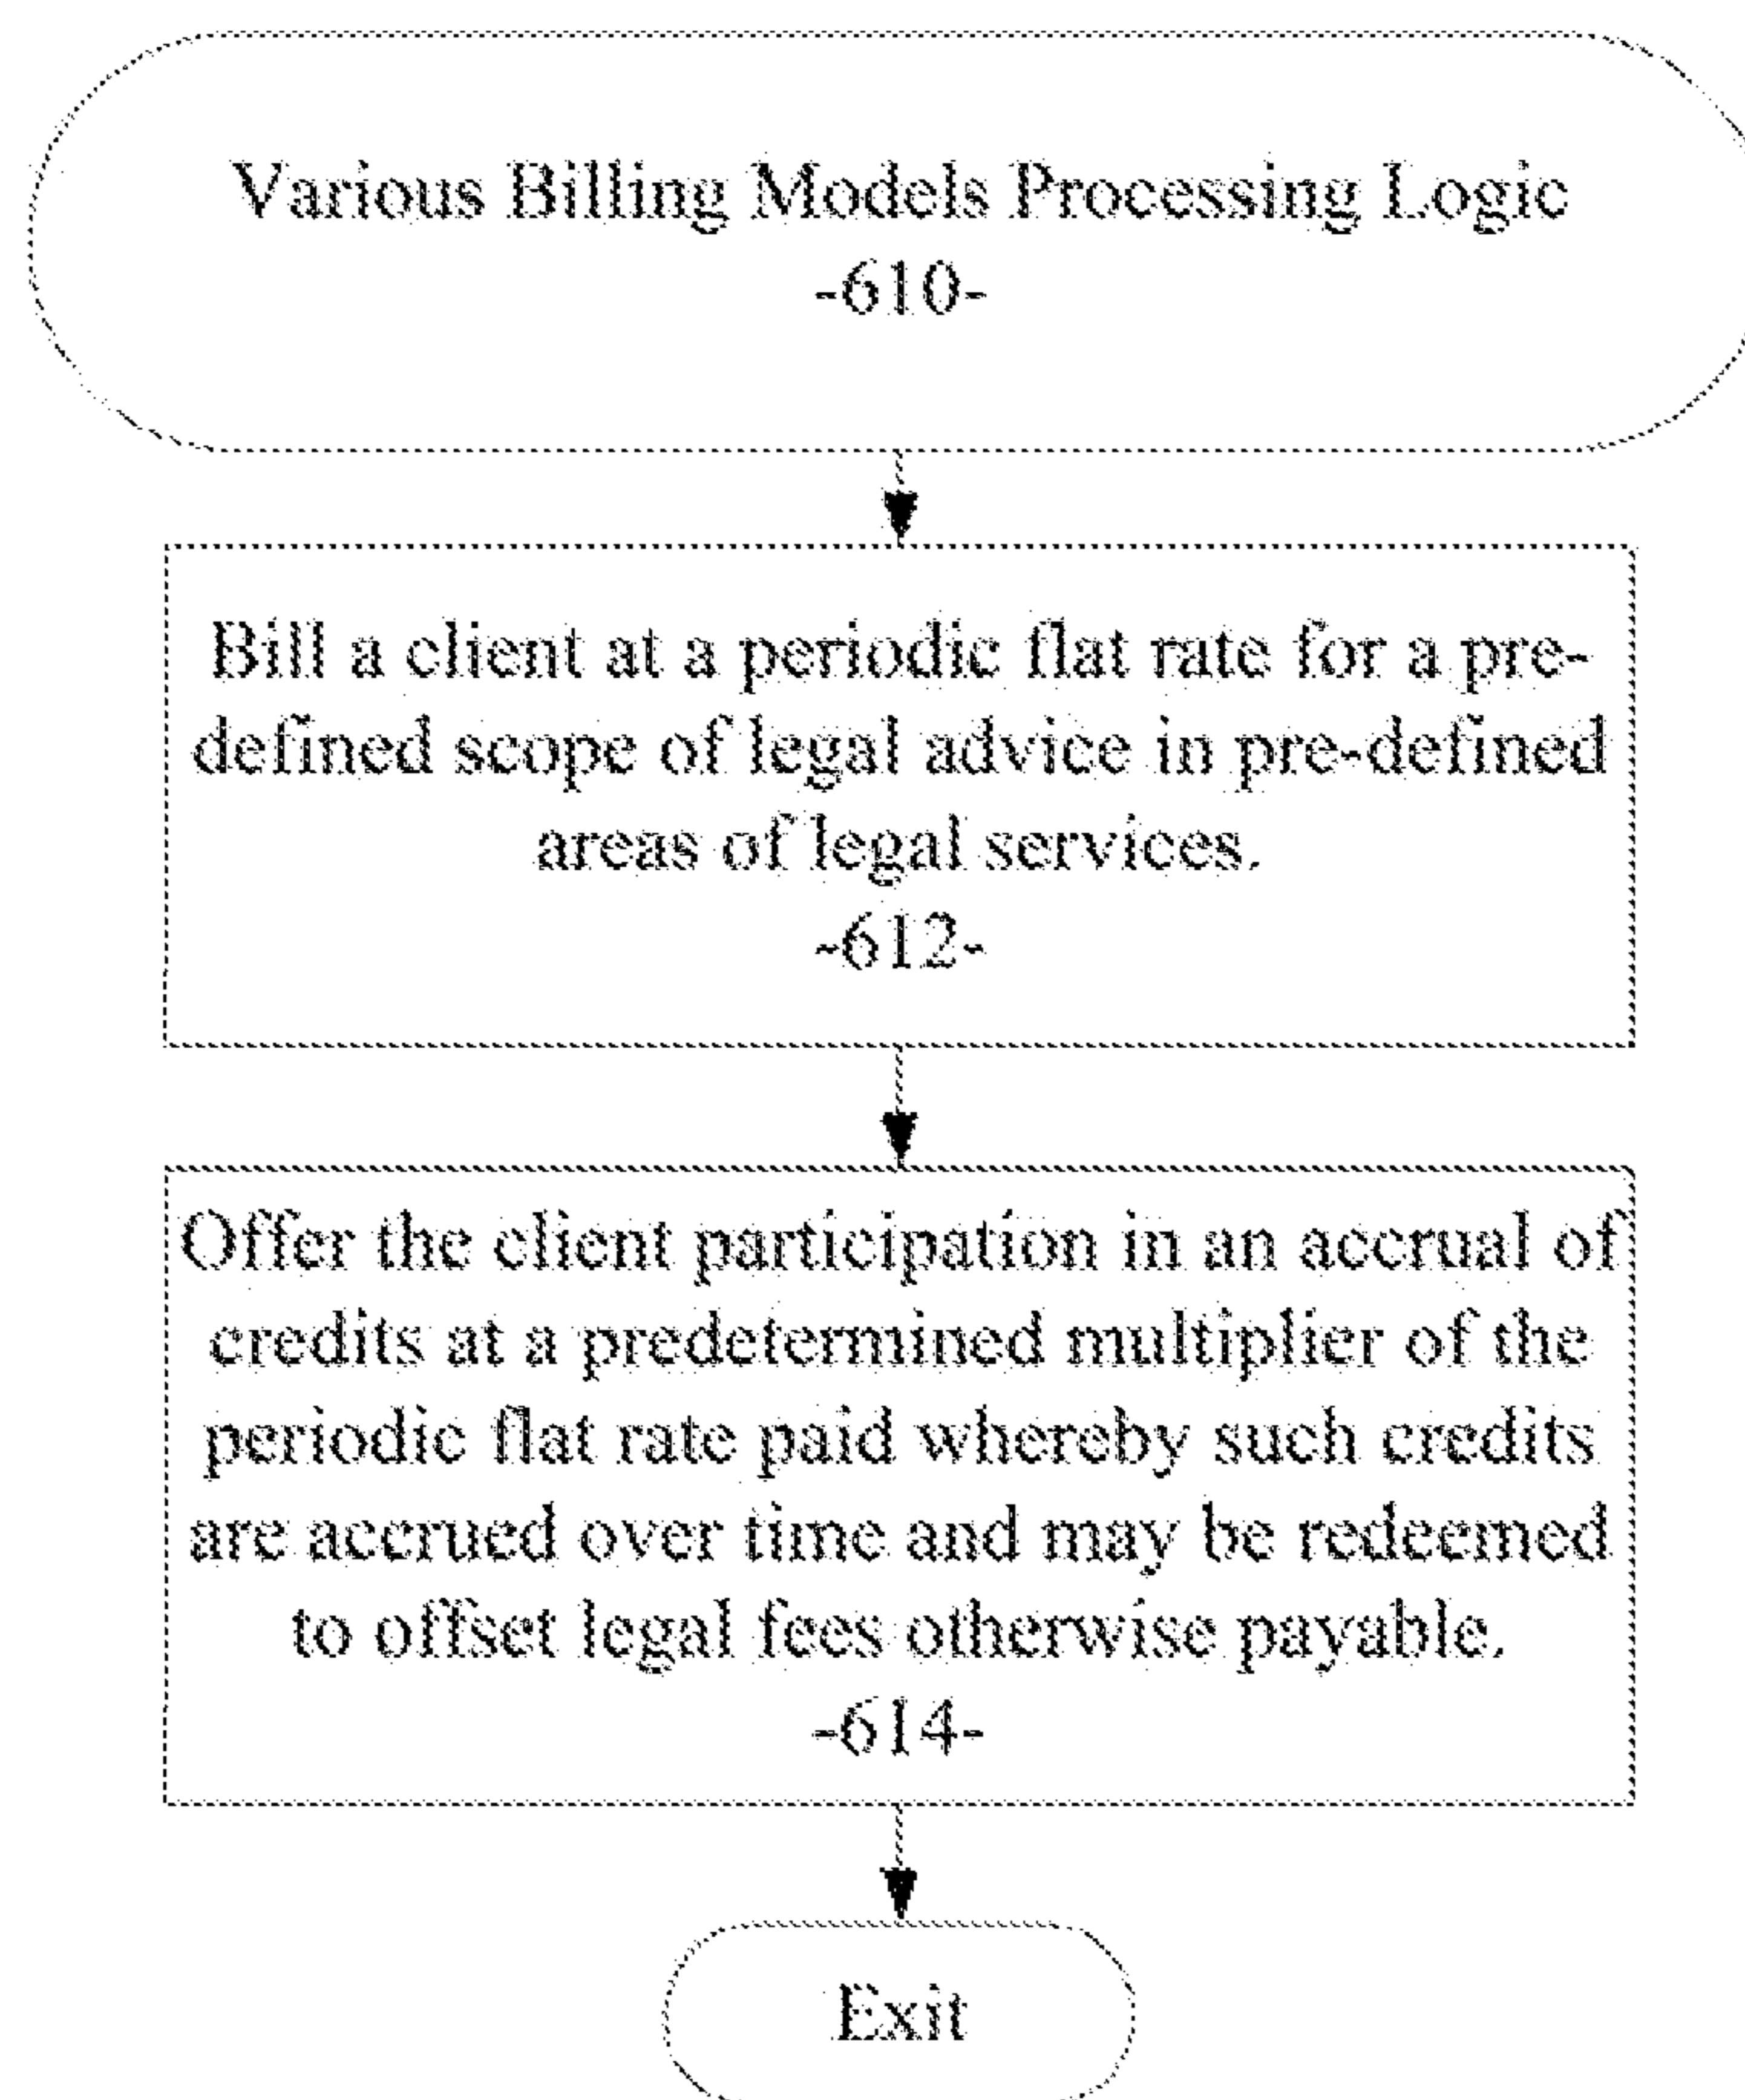 Various Billing Models Processing Logic
-610-
Bill a client at a periodic flat rate for a pre-
defined scope of legal advice in pre-defined
areas of legal services.
-612-
Offer the client participation in an accrual of
credits at a predetermined multiplier of the
periodic flat rate paid whereby such credits
are accrued over time and may be redeemed
to offset legal fees otherwise payable.
-614-
Exit